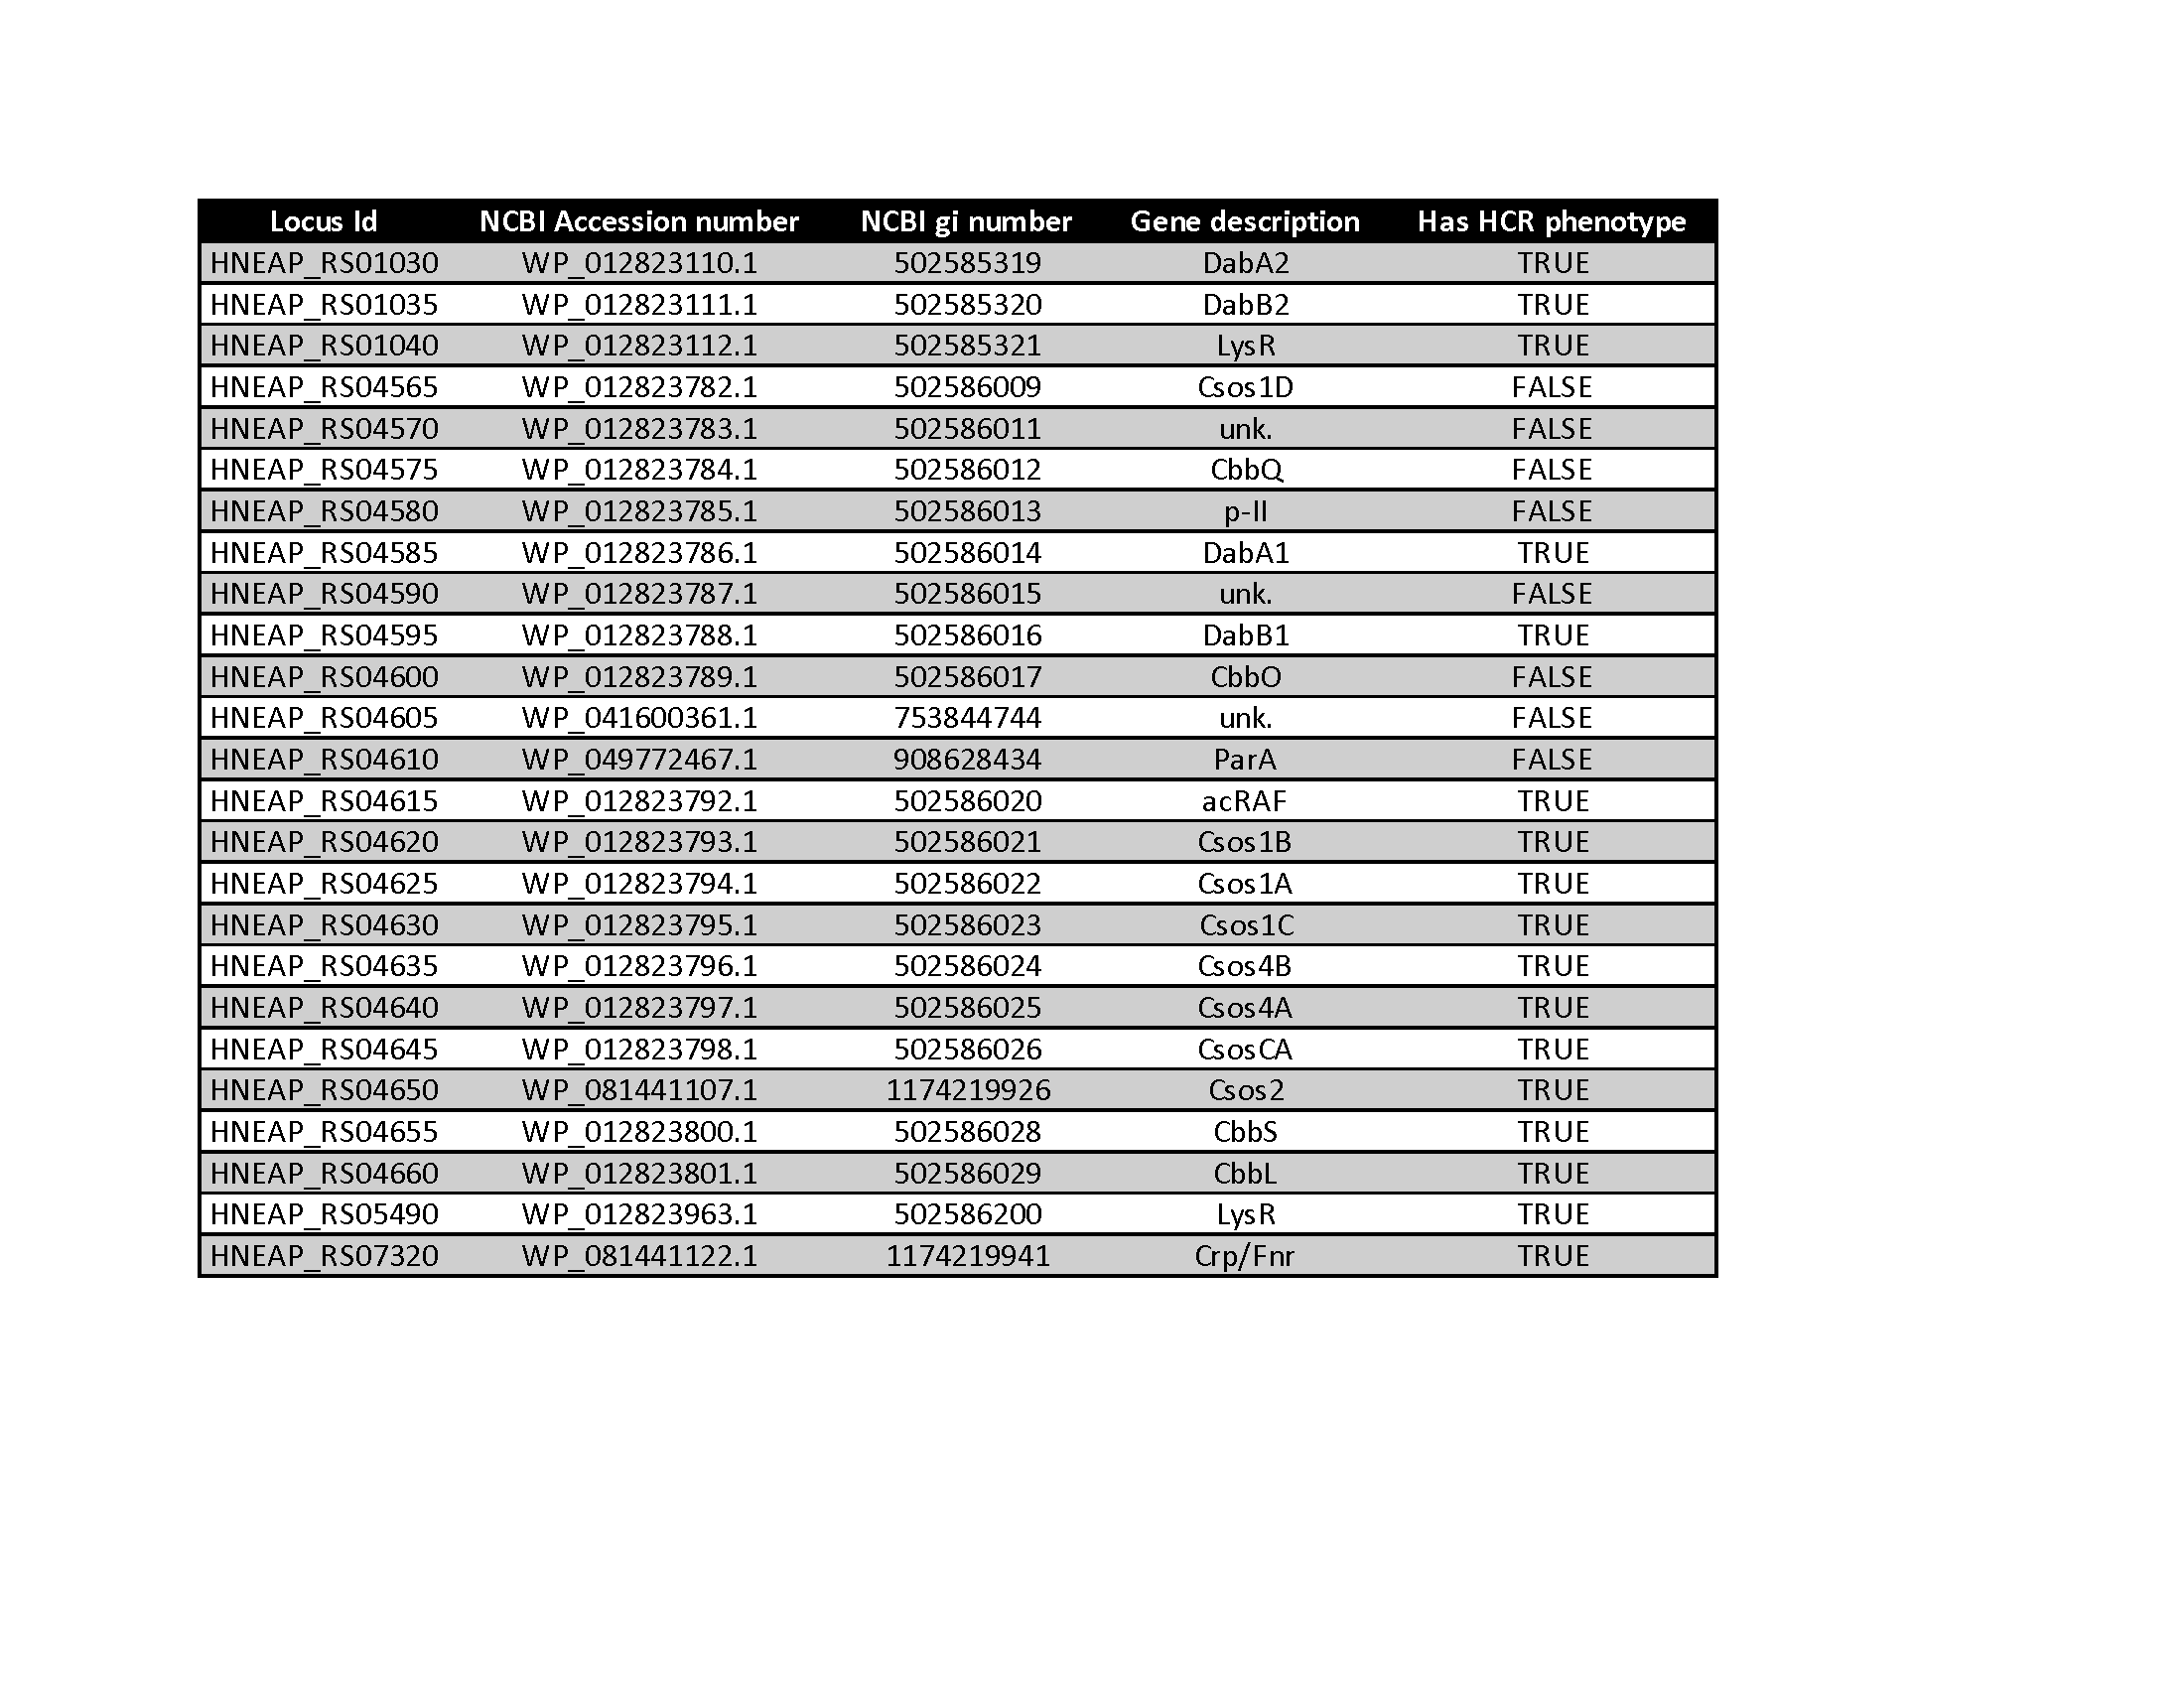 Locus Id NCBI Accession number NCBI gi number Gene description Has HCR phenotype
HNEAP_RS01030 WP_012823110.1 502585319 DabA2 TRUE
HNEAP_RS01035 WP_012823111.1 502585320 DabB2 TRUE
HNEAP_RS01040 WP_012823112.1 502585321 LysR TRUE
HNEAP_RS04565 WP_012823782.1 502586009 Csos1D FALSE
HNEAP_RS04570 WP_012823783.1 502586011 unk. FALSE
HNEAP_RS04575 WP_012823784.1 502586012 CbbQ FALSE
HNEAP_RS04580 WP_012823785.1 502586013 p-II FALSE
HNEAP_RS04585 WP_012823786.1 502586014 DabA1 TRUE
HNEAP_RS04590 WP_012823787.1 502586015 unk. FALSE
HNEAP_RS04595 WP_012823788.1 502586016 DabB1 TRUE
HNEAP_RS04600 WP_012823789.1 502586017 CbbO FALSE
HNEAP_RS04605 WP_041600361.1 753844744 unk. FALSE
HNEAP_RS04610 WP_049772467.1 908628434 ParA FALSE
HNEAP_RS04615 WP_012823792.1 502586020 acRAF TRUE
HNEAP_RS04620 WP_012823793.1 502586021 Csos1B TRUE
HNEAP_RS04625 WP_012823794.1 502586022 Csos1A TRUE
HNEAP_RS04630 WP_012823795.1 502586023 Csos1C TRUE
HNEAP_RS04635 WP_012823796.1 502586024 Csos4B TRUE
HNEAP_RS04640 WP_012823797.1 502586025 Csos4A TRUE
HNEAP_RS04645 WP_012823798.1 502586026 CsosCA TRUE
HNEAP_RS04650 WP_081441107.1 1174219926 Csos2 TRUE
HNEAP_RS04655 WP_012823800.1 502586028 CbbS TRUE
HNEAP_RS04660 WP_012823801.1 502586029 CbbL TRUE
HNEAP_RS05490 WP_012823963.1 502586200 LysR TRUE
HNEAP_RS07320 WP_081441122.1 1174219941 Crp/Fnr TRUE